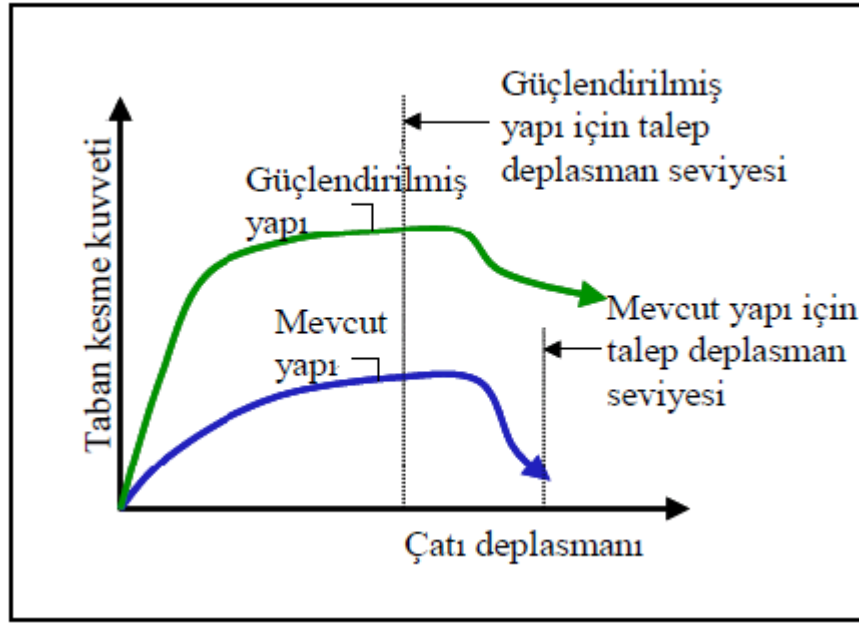 Güçlendirilmiş
yapı için talep
deplasman seviyesi
Güçlendirilmiş
yapı
Mevcut
yapı
Mevcut yapı için
talep deplasman
seviyesi
Taban kesme kuvveti
Çatı deplasmanı